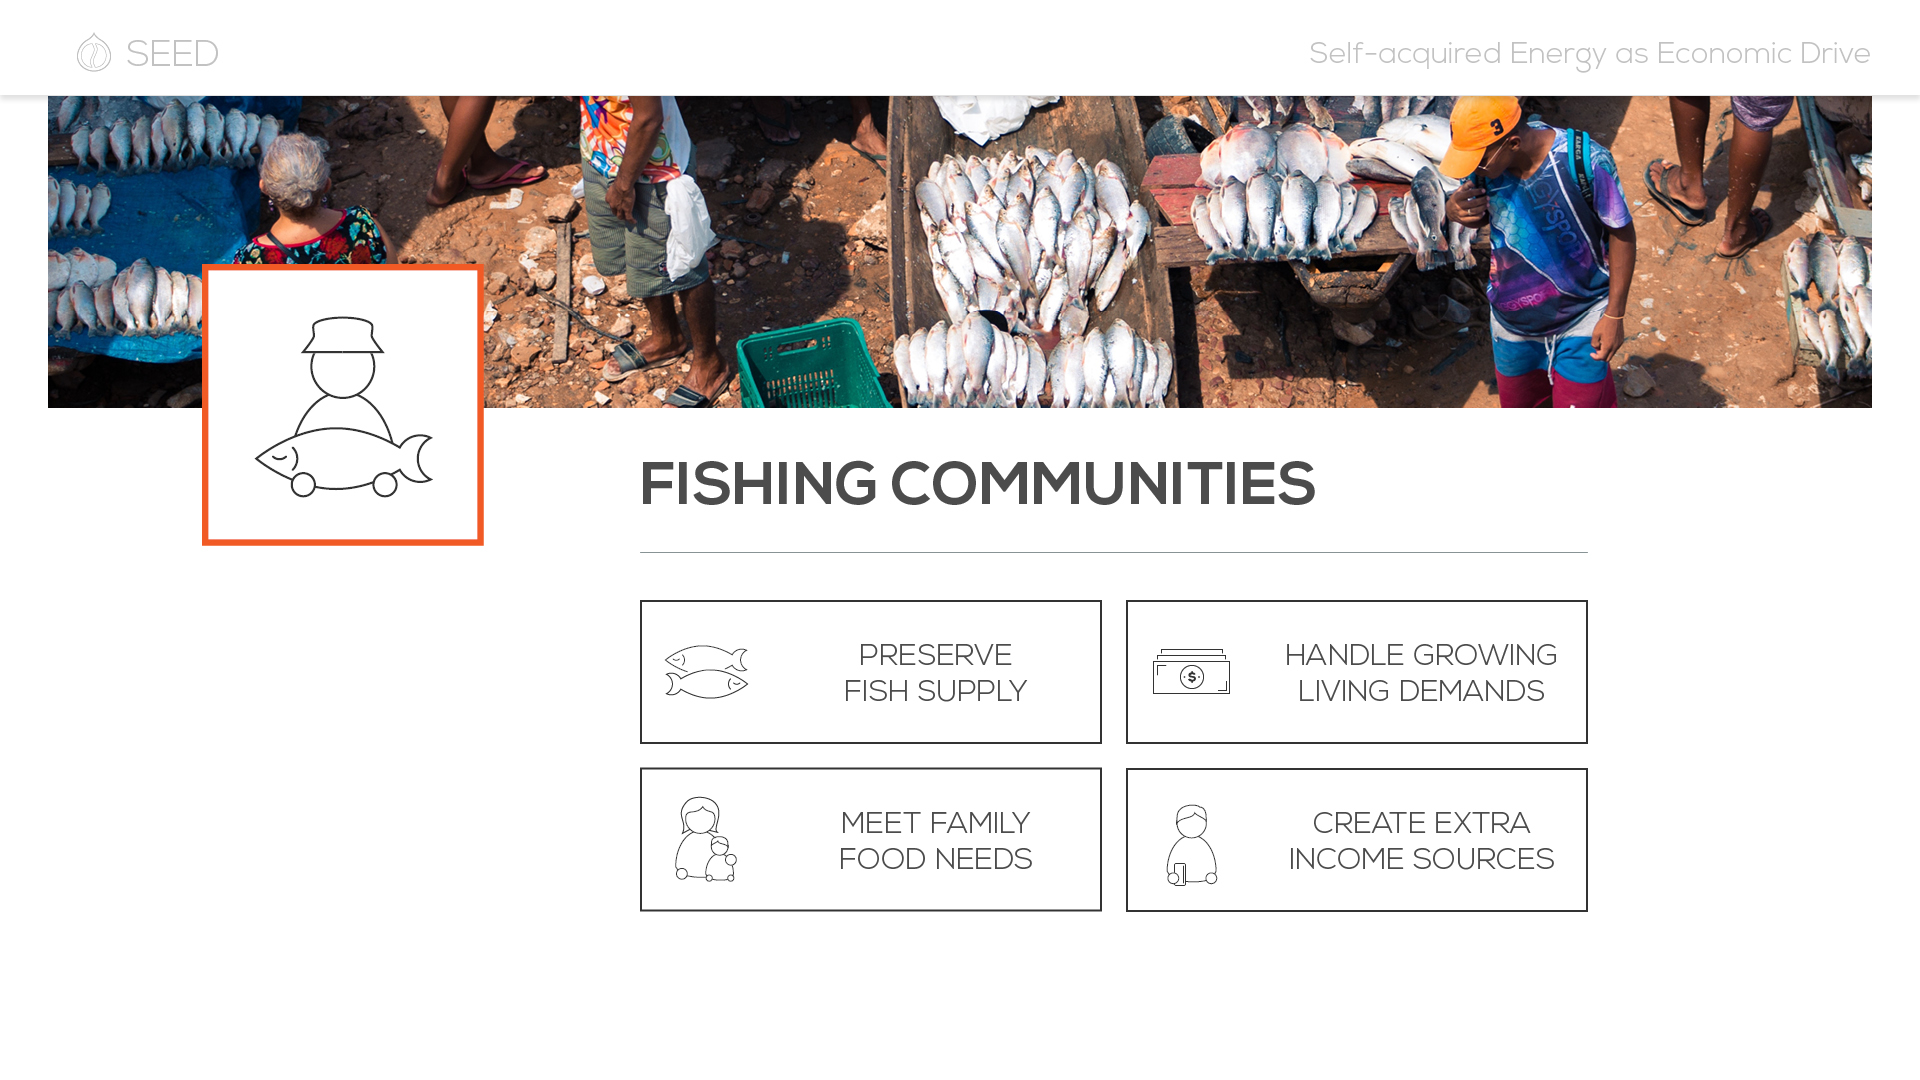 SEED
Self-acquired Energy as Economic Drive
3
FISHING COMMUNITIES
PRESERVE
FISH SUPPLY
HANDLE GROWING
LIVING DEMANDS
$
MEET FAMILY
FOOD NEEDS
CREATE EXTRA
INCOME SOURCES